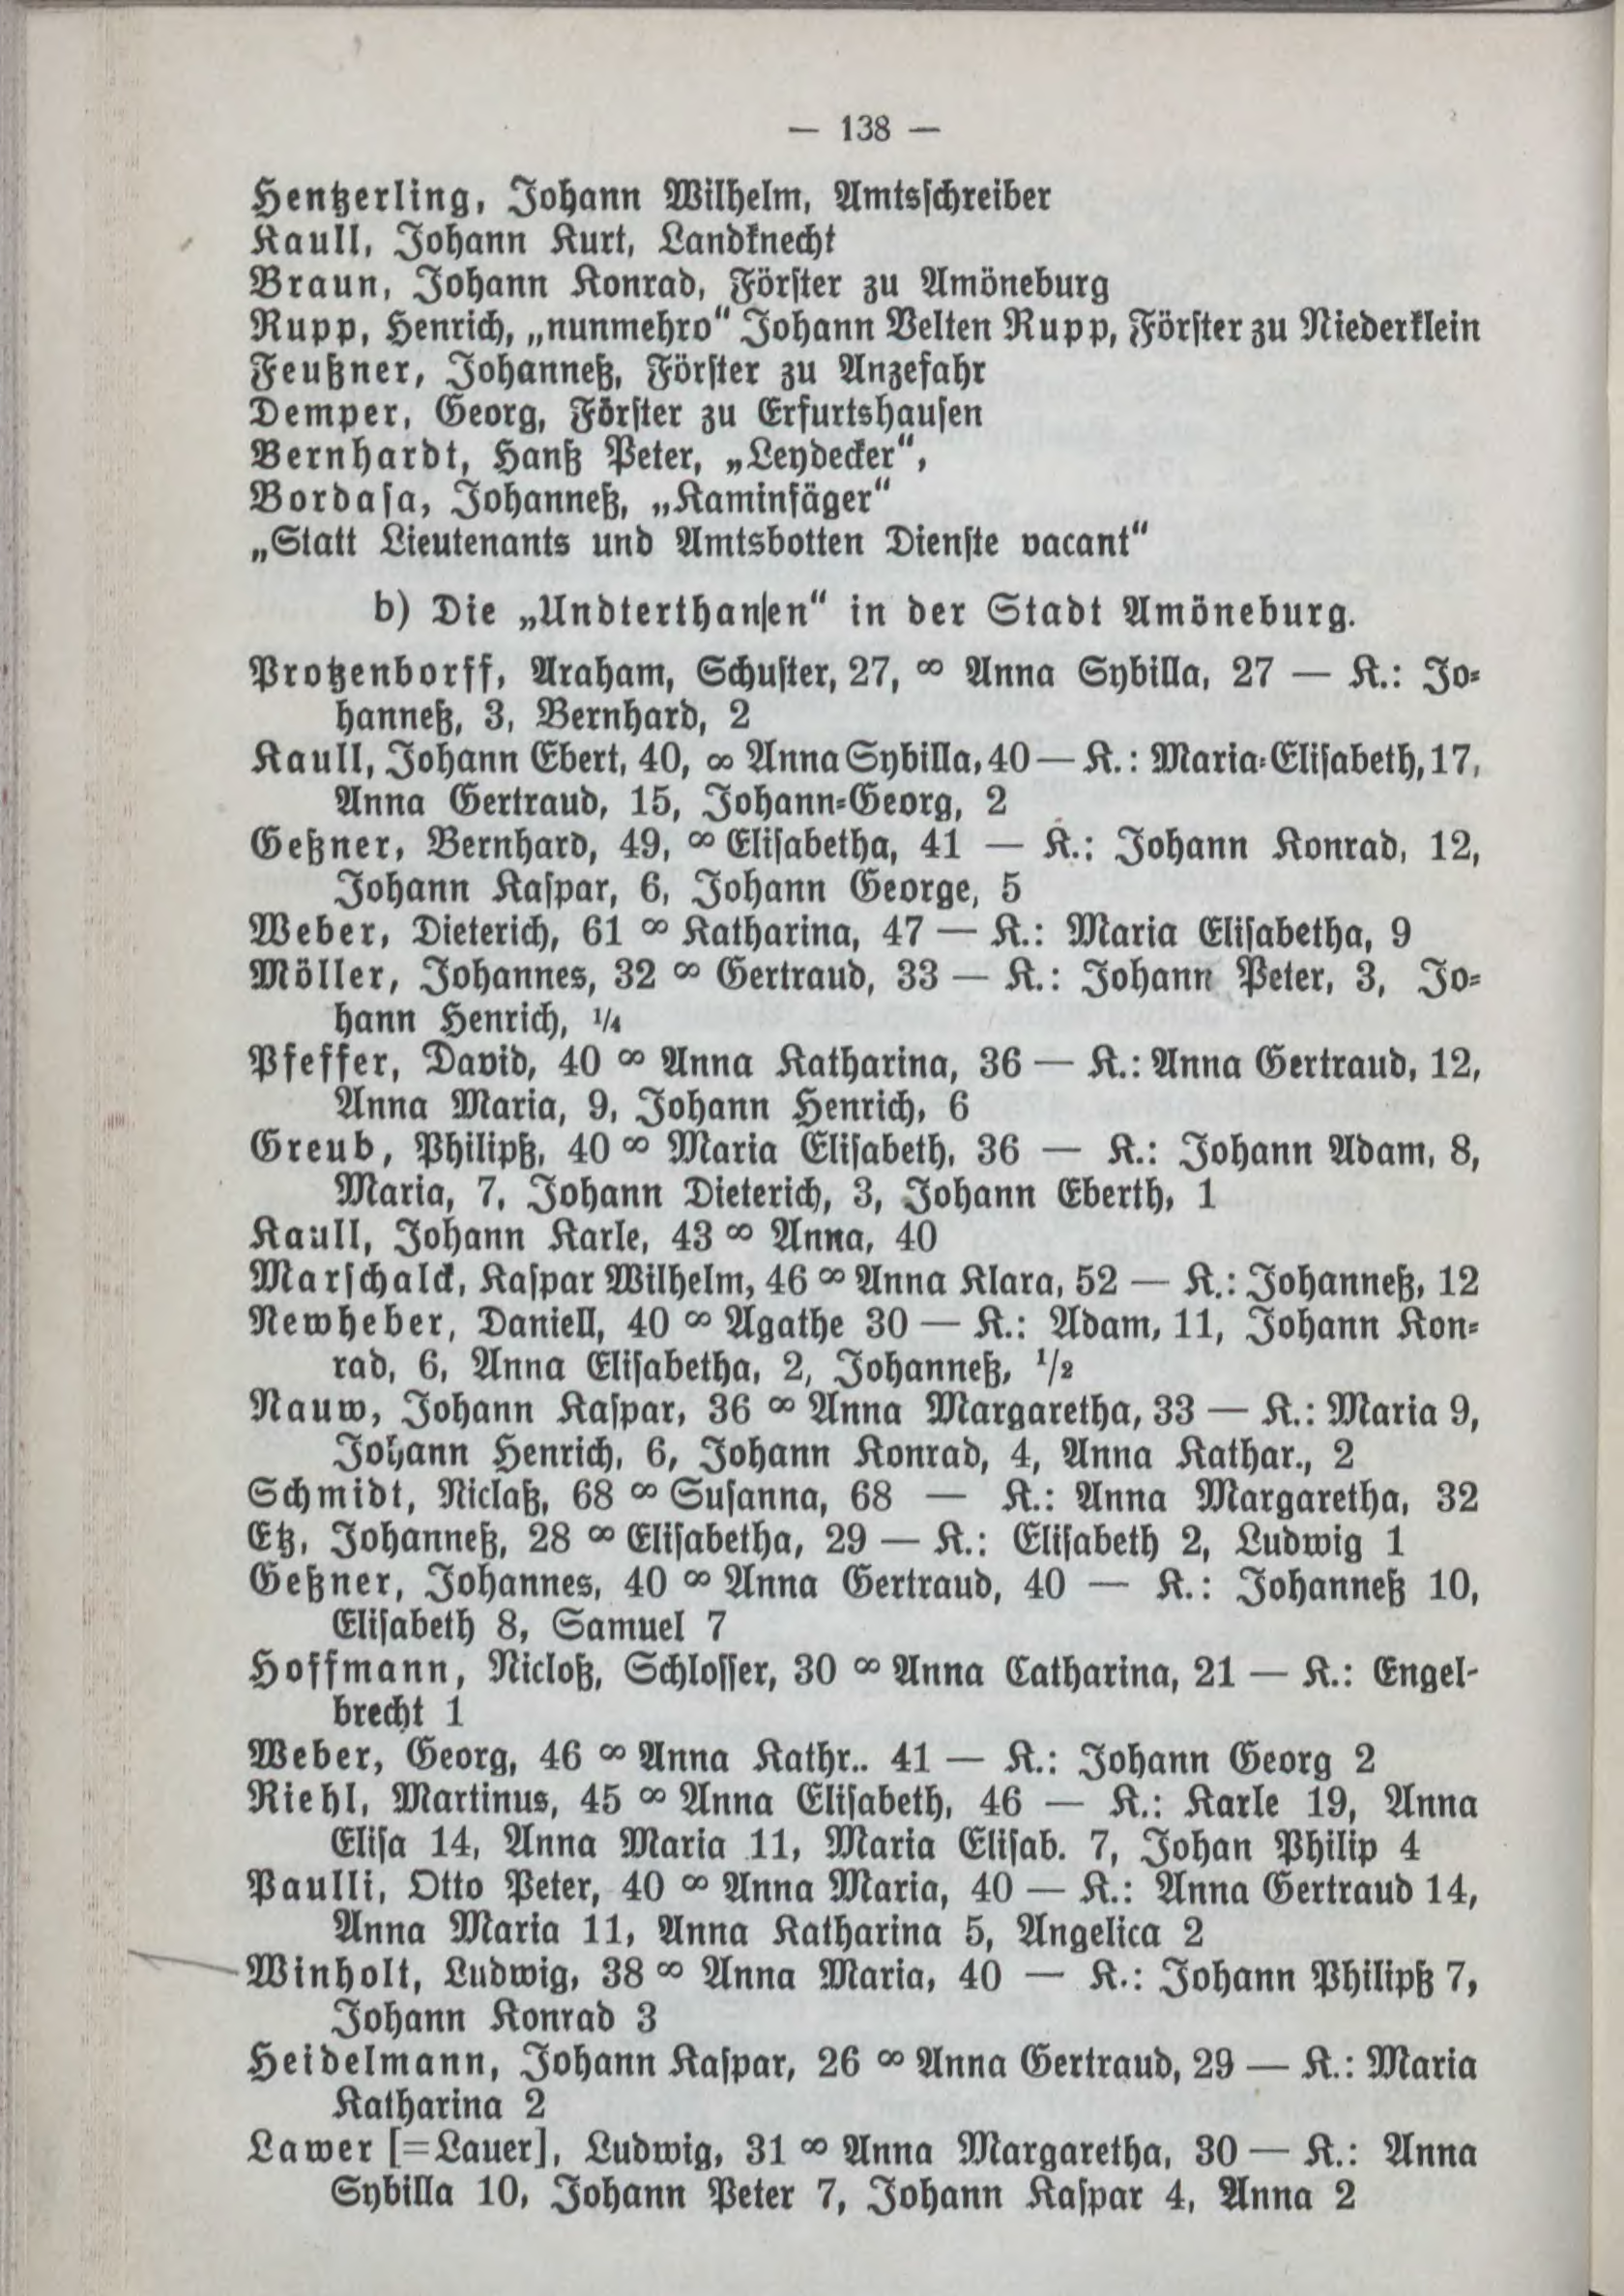 — 138 —
Hentzerling, Johann Wilhelm, Amtsschreiber
Kaull, Johann Kurt, Landknecht
Braun, Johann Konrad, Förster zu Amöneburg
Rupp, Henrich, „nunmehro“ Johann Velten Rupp, Förster zu Niederklein
Feußner, Johanneß, Förster zu Anzefahr
Demper, Georg, Förster zu Erfurtshausen
Bernhardt, Hanß Peter, „Leydecker“,
Bordasa, Johanneß, „Kaminfäger“
„Statt Lieutenants und Amtsbotten Dienste vacant“
b) Die „Undterthanſen“ in der Stadt Amöneburg.
Protzenborff, Araham, Schuster, 27, ∞ Anna Sybilla, 27 — K.: Jo-
hanneß, 3, Bernhard, 2
Kaull, Johann Ebert, 40, ∞ Anna Sybilla, 40 — K.: Maria-Elisabeth, 17,
Anna Gertraud, 15, Johann-Georg, 2
Geßner, Bernhard, 49, ∞ Elisabetha, 41 — K.: Johann Konrad, 12,
Johann Kaspar, 6, Johann George, 5
Weber, Dieterich, 61 ∞ Katharina, 47 — K.: Maria Elisabetha, 9
Möller, Johannes, 32 ∞ Gertraud, 33 — K.: Johann Peter, 3, Jo-
hann Henrich, 1/4
Pfeffer, David, 40 ∞ Anna Katharina, 36 — K.: Anna Gertraud, 12,
Anna Maria, 9, Johann Henrich, 6
Greub, Philipß, 40 ∞ Maria Elisabeth, 36 — K.: Johann Adam, 8,
Maria, 7, Johann Dieterich, 3, Johann Eberth, 1
Kaull, Johann Karle, 43 ∞ Anna, 40
Marschalck, Kaspar Wilhelm, 46 ∞ Anna Klara, 52 — K.: Johanneß, 12
Newheber, Daniell, 40 ∞ Agathe 30 — K.: Adam, 11, Johann Kon-
rad, 6, Anna Elisabetha, 2, Johanneß, 1/2
Nauw, Johann Kaspar, 36 ∞ Anna Margaretha, 33 — K.: Maria 9,
Johann Henrich, 6, Johann Konrad, 4, Anna Kathar., 2
Schmidt, Niclaß, 68 ∞ Susanna, 68 — K.: Anna Margaretha, 32
Etz, Johanneß, 28 ∞ Elisabetha, 29 — K.: Elisabeth 2, Ludwig 1
Geßner, Johannes, 40 ∞ Anna Gertraud, 40 — K.: Johanneß 10,
Elisabeth 8, Samuel 7
Hoffmann, Nicloß, Schlosser, 30 ∞ Anna Catharina, 21 — K.: Engel-
brecht 1
Weber, Georg, 46 ∞ Anna Kathr.. 41 — K.: Johann Georg 2
Riehl, Martinus, 45 ∞ Anna Elisabeth, 46 — K.: Karle 19, Anna
Elisa 14, Anna Maria 11, Maria Elisab. 7, Johan Philip 4
Paulli, Otto Peter, 40 ∞ Anna Maria, 40 — K.: Anna Gertraud 14,
Anna Maria 11, Anna Katharina 5, Angelica 2
Winholt, Ludwig, 38 ∞ Anna Maria, 40 — K.: Johann Philipß 7,
Johann Konrad 3
Heidelmann, Johann Kaspar, 26 ∞ Anna Gertraud, 29 — K.: Maria
Katharina 2
Lawer [=Lauer], Ludwig, 31 ∞ Anna Margaretha, 30 — K.: Anna
Sybilla 10, Johann Peter 7, Johann Kaspar 4, Anna 2